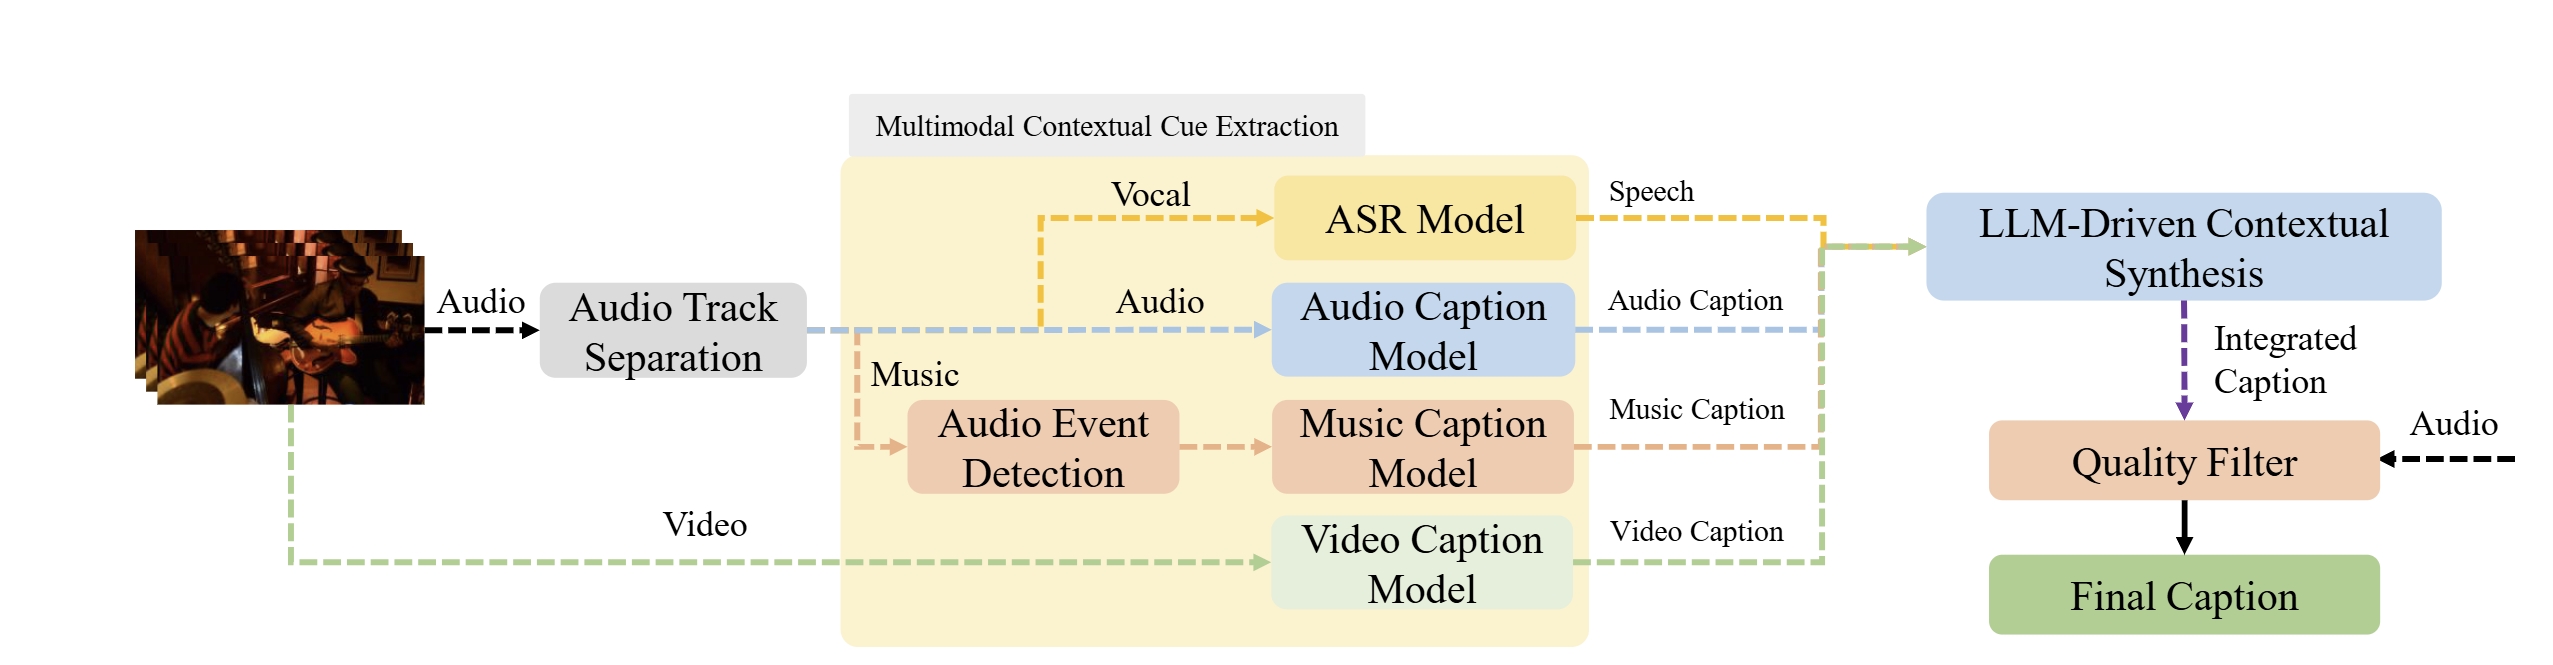 Multimodal Contextual Cue Extraction
Audio
Audio Track
Separation
Vocal
ASR Model
Speech
Audio
Audio Caption
Model
Audio Caption
Music
Audio Event
Detection
Music Caption
Model
Music Caption
Video
Video Caption
Model
Video Caption
LLM-Driven Contextual
Synthesis
Integrated
Caption
Audio
Quality Filter
Final Caption